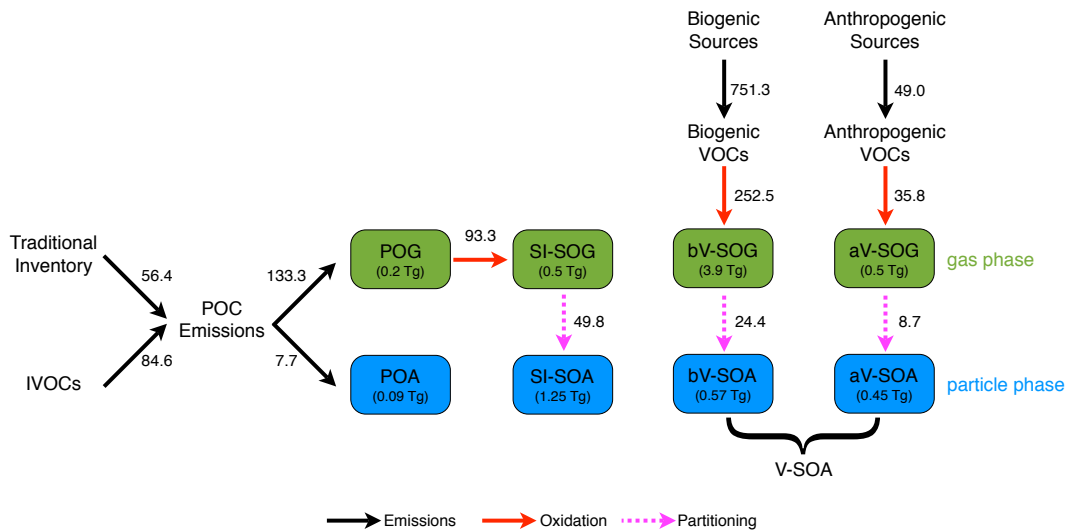 Biogenic
Sources
Anthropogenic
Sources
751.3
49.0
Biogenic
VOCs
Anthropogenic
VOCs
252.5
35.8
Traditional
Inventory
56.4
POC
Emissions
IVOCs
84.6
133.3
7.7
POG
(0.2 Tg)
93.3
SI-SOG
(0.5 Tg)
bV-SOG
(3.9 Tg)
aV-SOG
(0.5 Tg)
gas phase
49.8
24.4
8.7
POA
(0.09 Tg)
SI-SOA
(1.25 Tg)
bV-SOA
(0.57 Tg)
aV-SOA
(0.45 Tg)
particle phase
V-SOA
Emissions
Oxidation
Partitioning